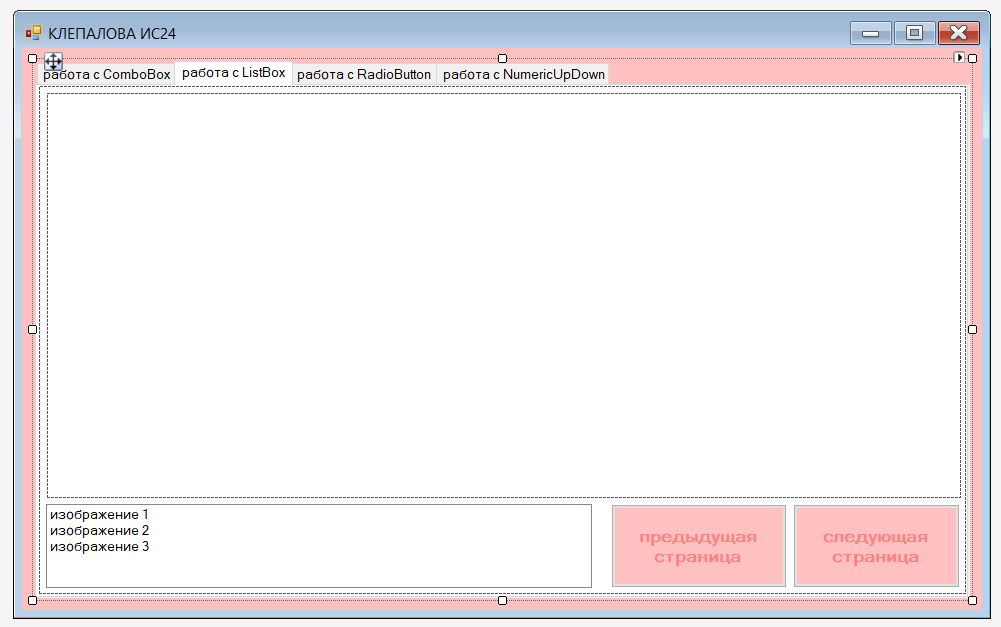 КЛЕПАЛОВА ИС24
работа с ComboBox работа с ListBox работа с RadioButton работа с NumericUpDown
изображение 1
изображение 2
изображение 3
предыдущая
страница
следующая
страница